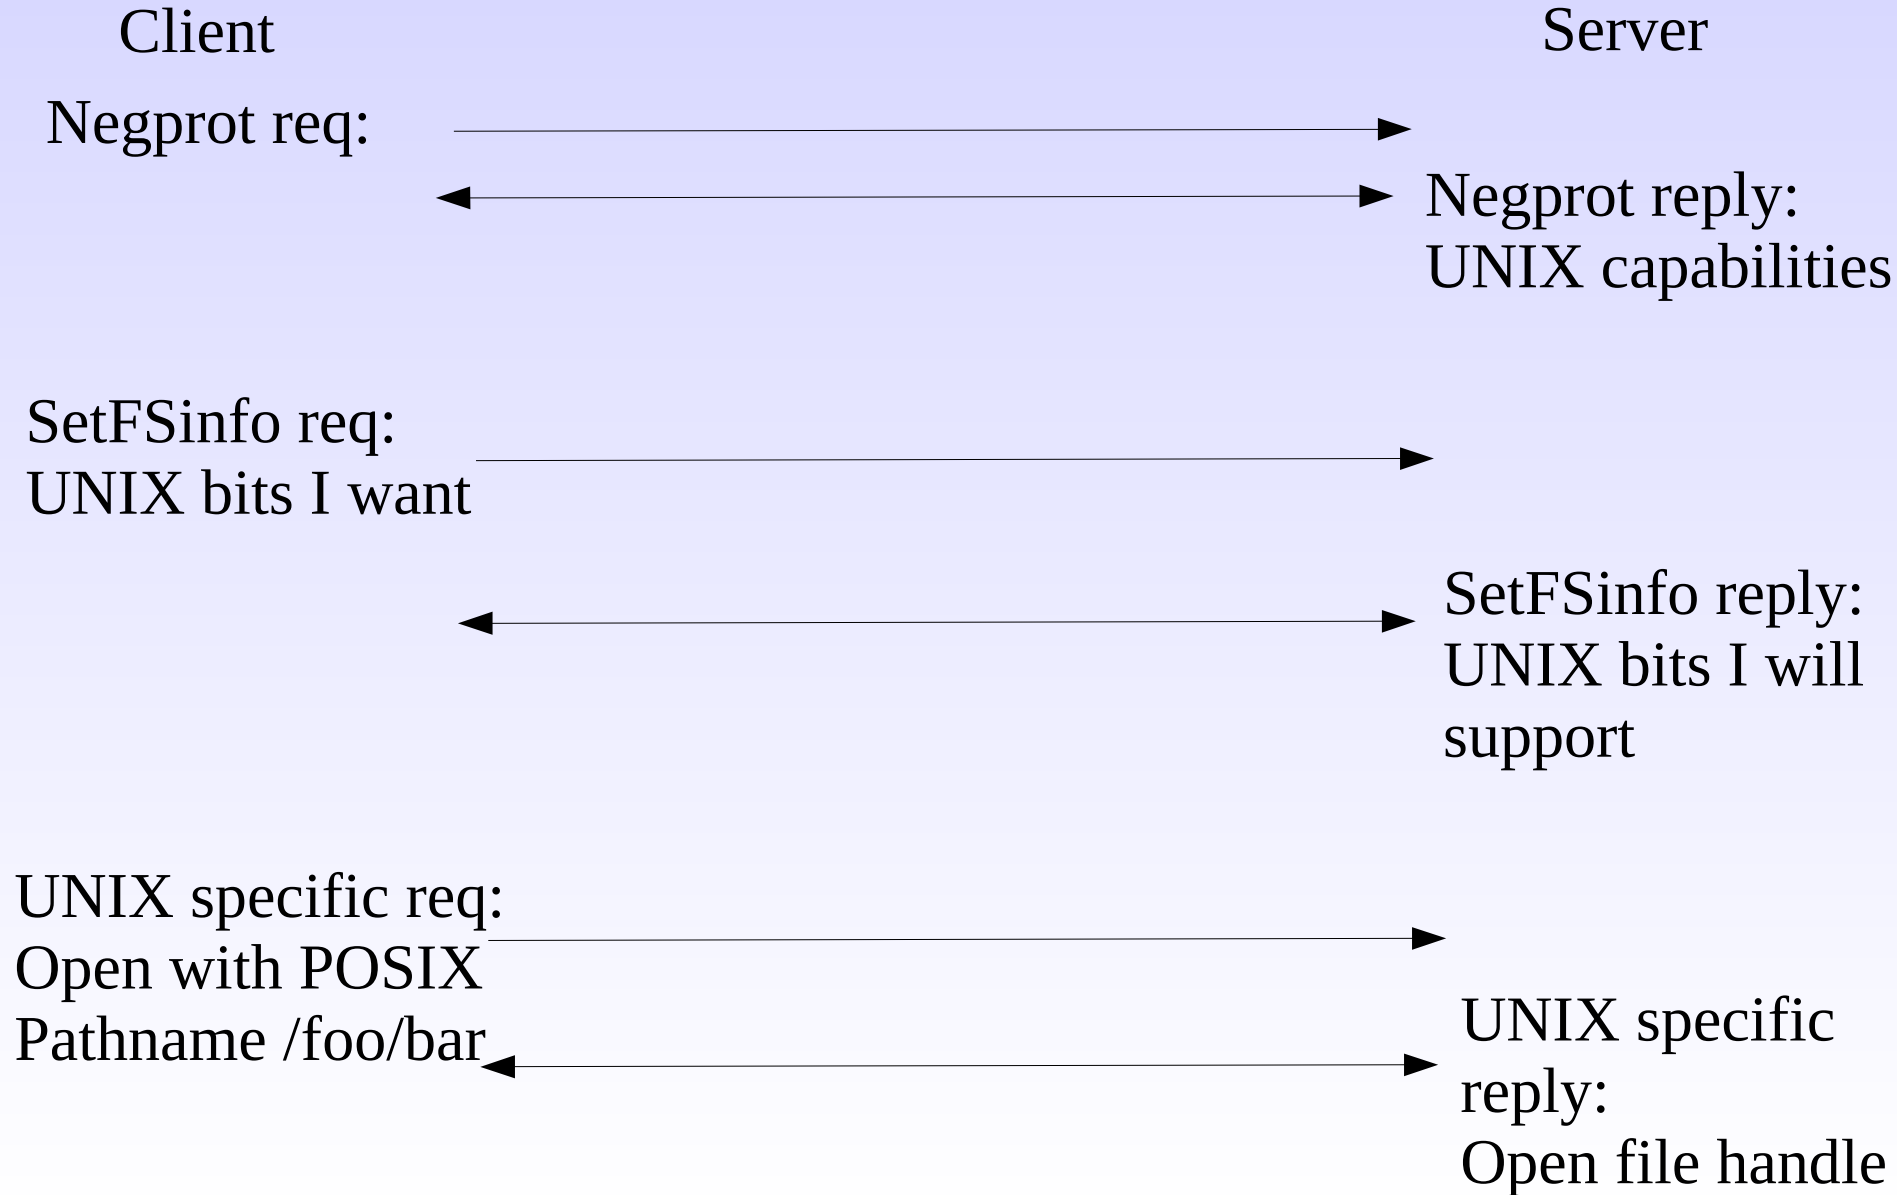 Client
Server
Negprot req:
Negprot reply:
UNIX capabilities
SetFSinfo req:
UNIX bits I want
SetFSinfo reply:
UNIX bits I will
support
UNIX specific req:
Open with POSIX
Pathname /foo/bar
UNIX specific
reply:
Open file handle